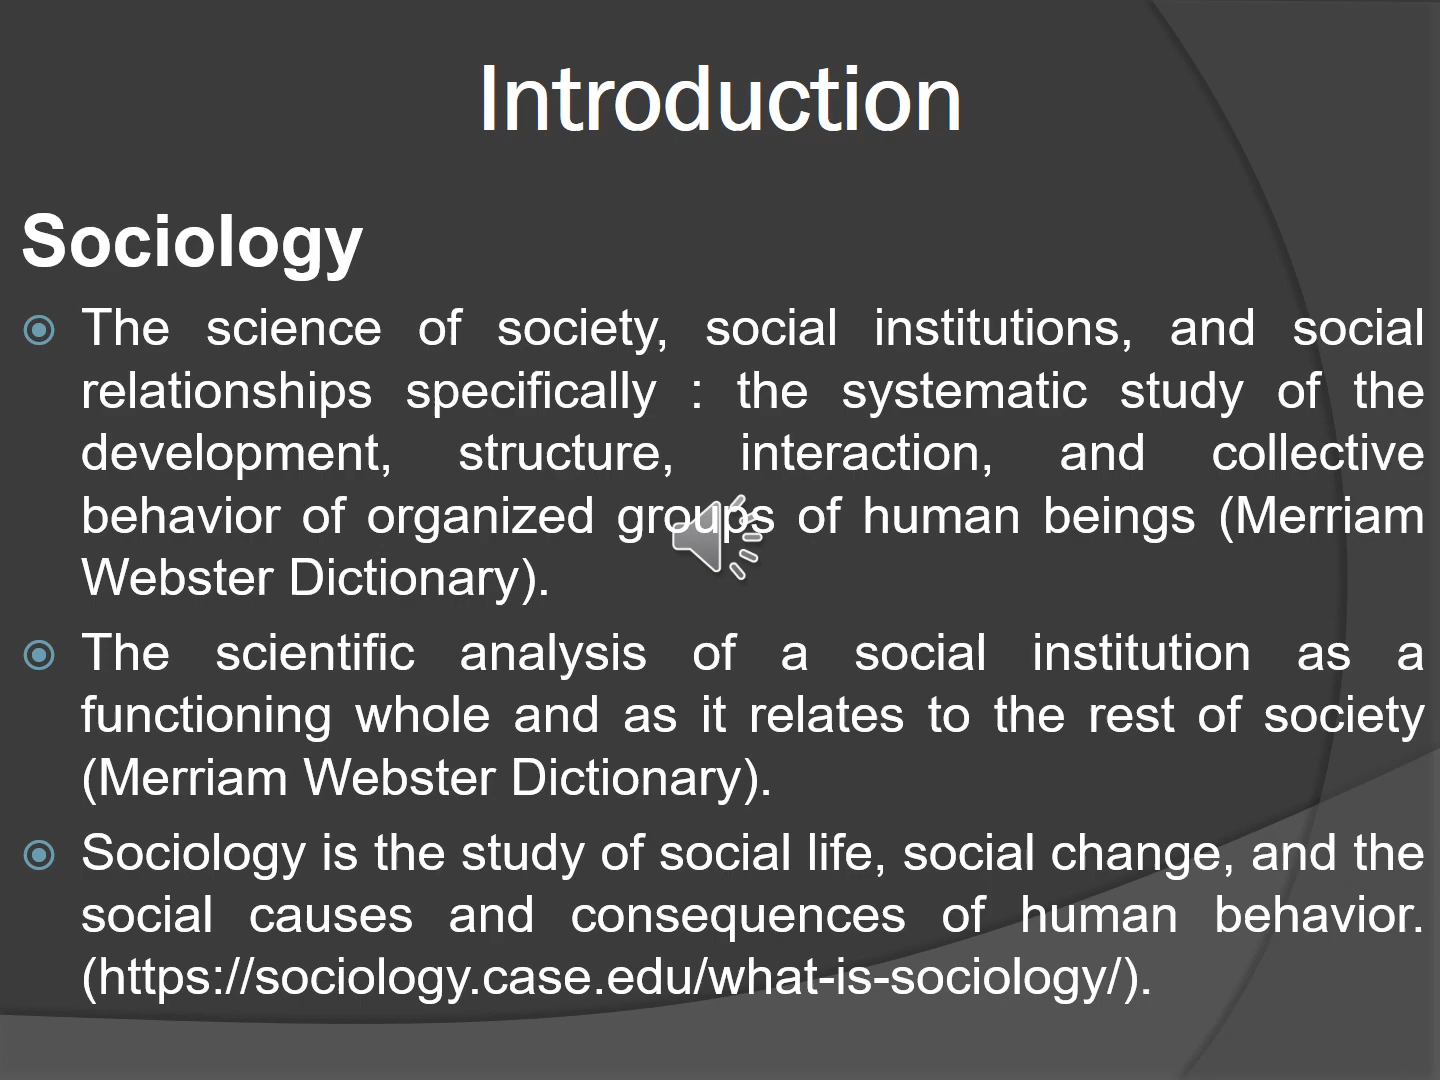 Introduction
Sociology
The science of society, social institutions, and social
relationships specifically : the systematic study of the
development, structure, interaction, and collective
behavior of organized groups of human beings (Merriam
Webster Dictionary).
The scientific analysis of a social institution as a
functioning whole and as it relates to the rest of society
(Merriam Webster Dictionary).
Sociology is the study of social life, social change, and the
social causes and consequences of human behavior.
(https://sociology.case.edu/what-is-sociology/).